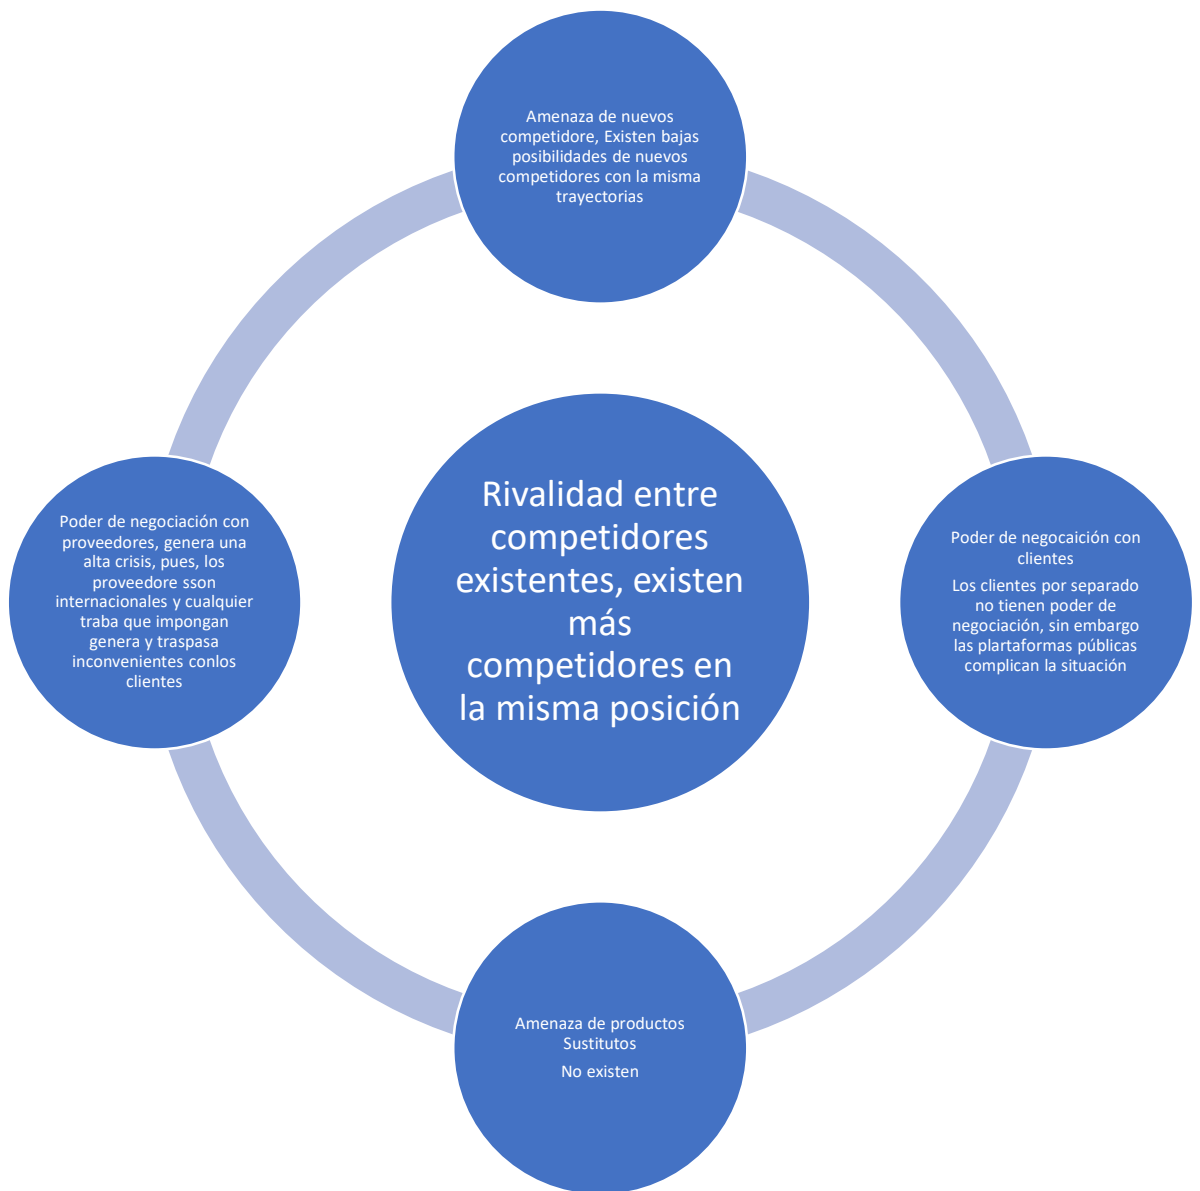 Amenaza de nuevos
competidore, Existen bajas
posibilidades de nuevos
competidores con la misma
trayectorias
Rivalidad entre
competidores
existentes, existen
más
competidores en
la misma posición
Poder de negocaición con
clientes
Los clientes por separado
no tienen poder de
negociación, sin embargo
las plartaformas públicas
complican la situación
Amenaza de productos
Sustitutos
No existen
Poder de negociación con
proveedores, genera una
alta crisis, pues, los
proveedore sson
internacionales y cualquier
traba que impongan
genera y traspasa
inconvenientes conlos
clientes